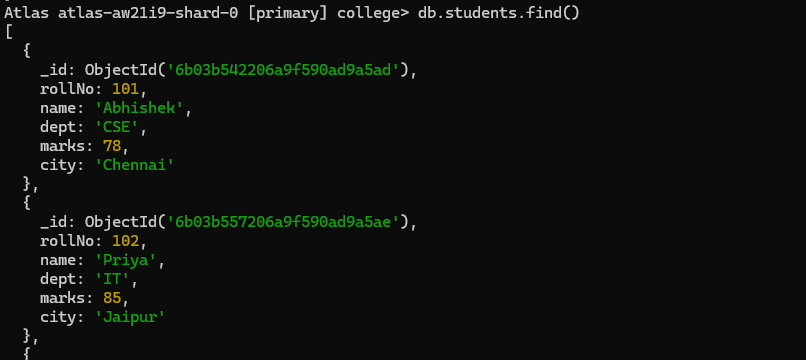 Atlas atlas-aw21i9-shard-0 [primary] college> db.students.find()
[
  {
    _id: ObjectId('6b03b542206a9f590ad9a5ad'),
    rollNo: 101,
    name: 'Abhishek',
    dept: 'CSE',
    marks: 78,
    city: 'Chennai'
  },
  {
    _id: ObjectId('6b03b557206a9f590ad9a5ae'),
    rollNo: 102,
    name: 'Priya',
    dept: 'IT',
    marks: 85,
    city: 'Jaipur'
  },
  {